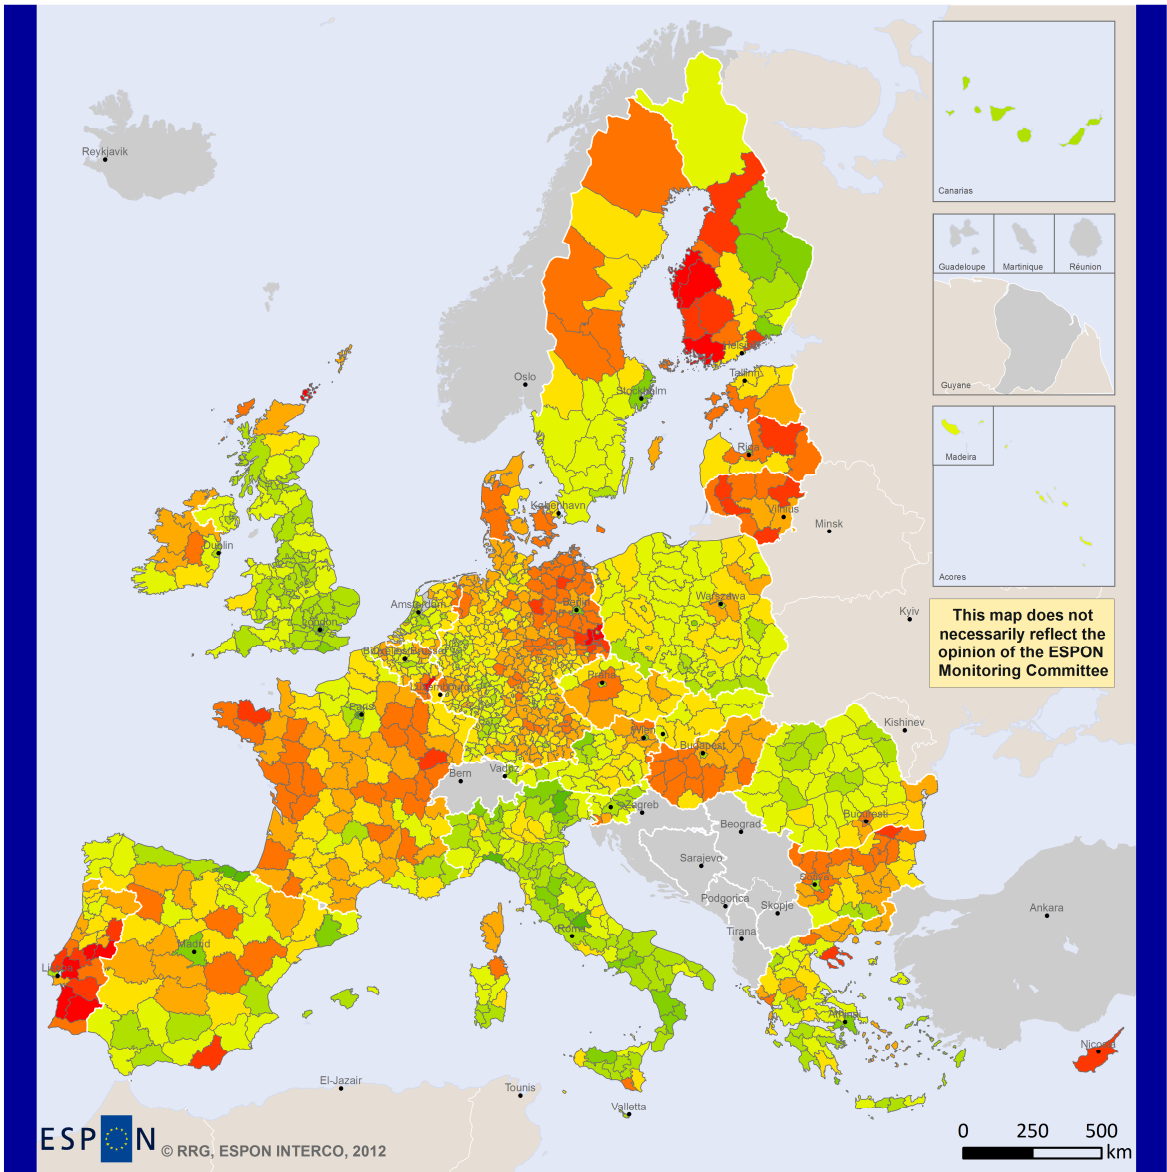 Reykjavik
Canarias
Guadeloupe
Martinique
Réunion
Guyane
Madeira
Acores
This map does not
necessarily reflect the
opinion of the ESPON
Monitoring Committee
Oslo
Helsinki
Tallinn
Stockholm
Riga
København
Vilnius
Minsk
Dublin
Amsterdam
Berlin
Warszawa
London
Kyiv
Praha
Paris
Kishinev
Wien
Budapest
Vaduz
Bern
Zagreb
Beograd
Bucuresti
Sarajevo
Sofiya
Podgorica
Skopje
Ankara
Roma
Tirana
Madrid
Athinai
Nicosia
El-Jazair
Tounis
Valletta
ESPON
© RRG, ESPON INTERCO, 2012
0 250 500
km